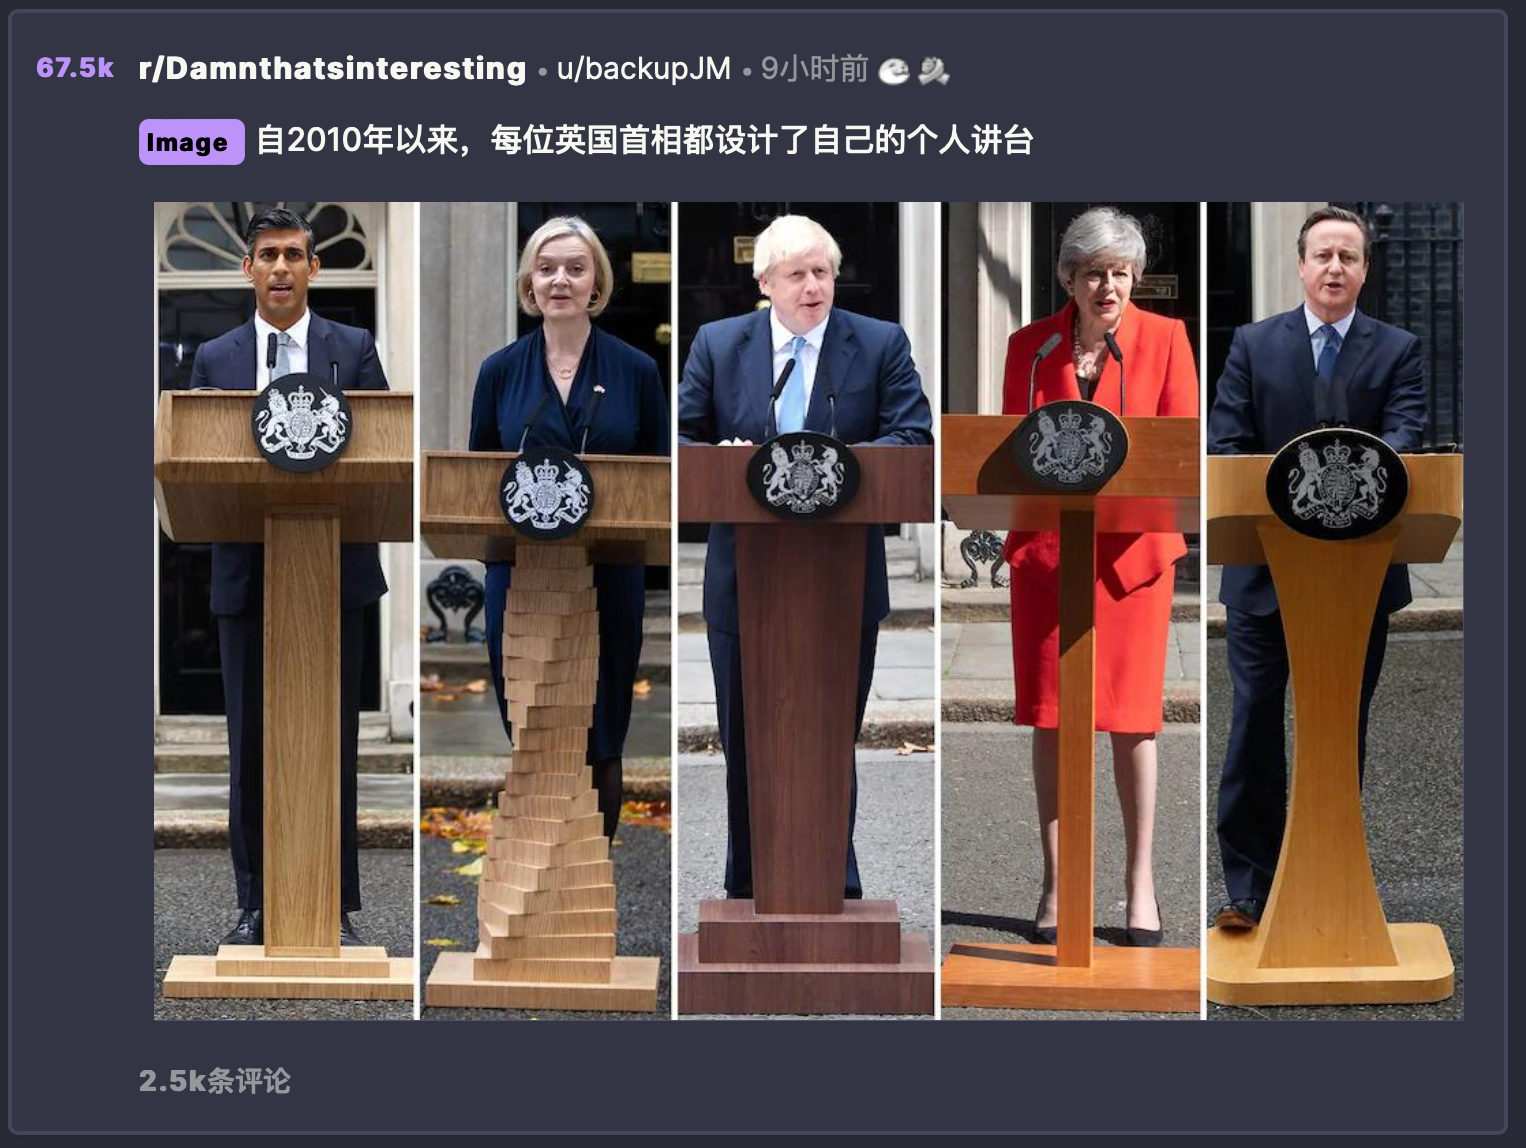 67.5k r/Damnthatsinteresting • u/backupJM • 9小时前
Image 自2010年以来，每位英国首相都设计了自己的个人讲台
2.5k条评论